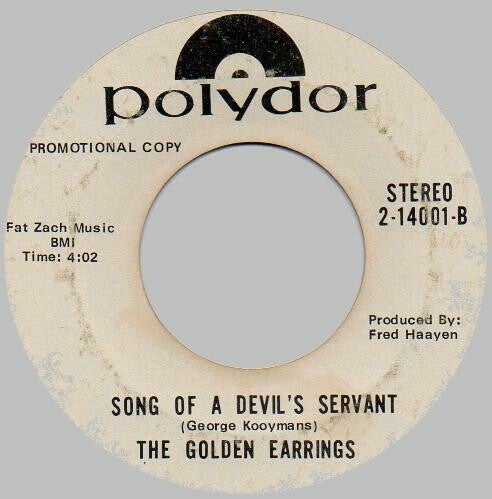 polydor
PROMOTIONAL COPY
STEREO
2-14001-B
Fat Zach Music
BMI
Time: 4:02
Produced By:
Fred Haayen
SONG OF A DEVIL'S SERVANT
(George Kooymans)
THE GOLDEN EARRINGS